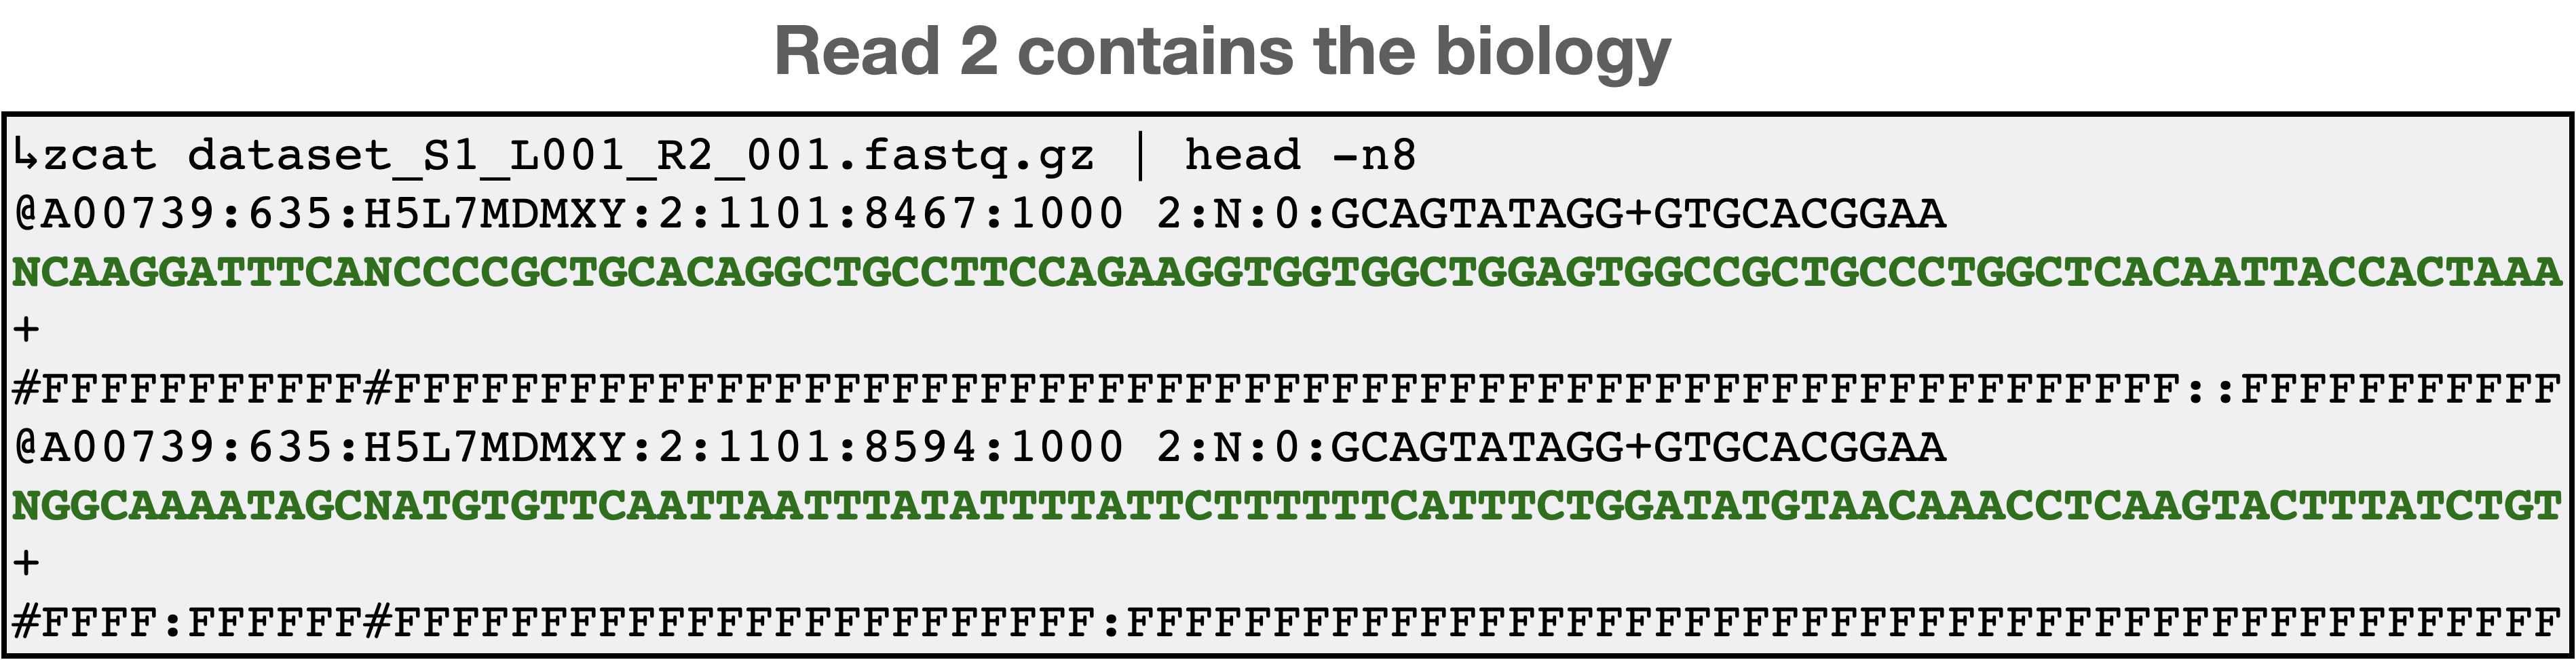 Read 2 contains the biology
↳zcat dataset_S1_L001_R2_001.fastq.gz | head -n8
@A00739:635:H5L7MDMXY:2:1101:8467:1000 2:N:0:GCAGTATAGG+GTGCACGGAA
NCAAGGATTTCANCCCCGCTGCACAGGCTGCCTTCCAGAAGGTGGTGGCTGGAGTGGCCGCTGCCCTGGCTCACAATTACCACTAAA
+
#FFFFFFFFFFF#FFFFFFFFFFFFFFFFFFFFFFFFFFFFFFFFFFFFFFFFFFFFFFFFFFFFF::FFFFFFFFFFF
@A00739:635:H5L7MDMXY:2:1101:8594:1000 2:N:0:GCAGTATAGG+GTGCACGGAA
NGGCAAAATAGCNATGTGTTCAATTAATTTATATTTTATTCTTTTTTCATTTCTGGATATGTAACAAACCTCAAGTACTTTATCTGT
+
#FFFF:FFFFFF#FFFFFFFFFFFFFFFFFFFFFFFF:FFFFFFFFFFFFFFFFFFFFFFFFFFFFFFFFFFFFFFFFFFFFFFFFF